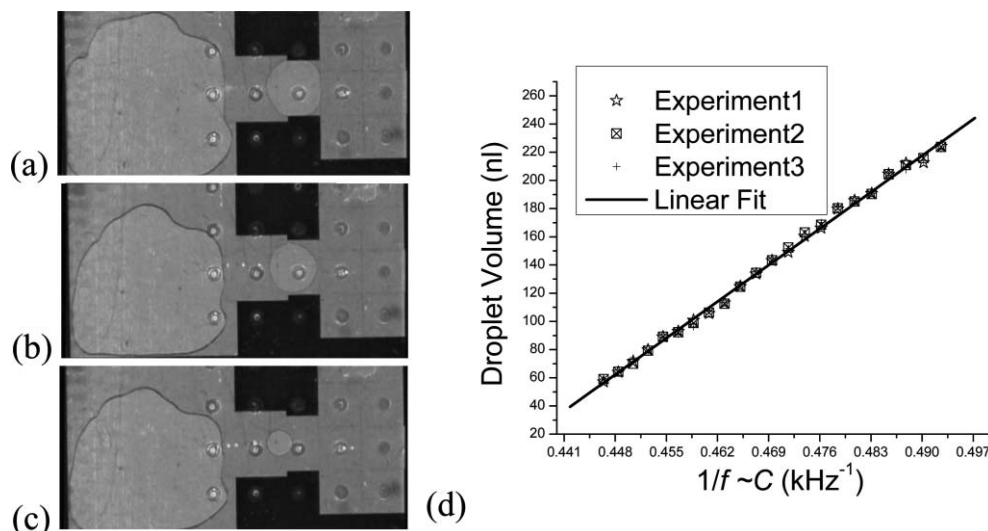 (a)
(b)
(c)
(d)
Droplet Volume (nl)
260
240
220
200
180
160
140
120
100
80
60
40
20
Experiment1
Experiment2
Experiment3
Linear Fit
0.441 0.448 0.455 0.462 0.469 0.476 0.483 0.490 0.497
1/f ~C (kHz⁻¹)